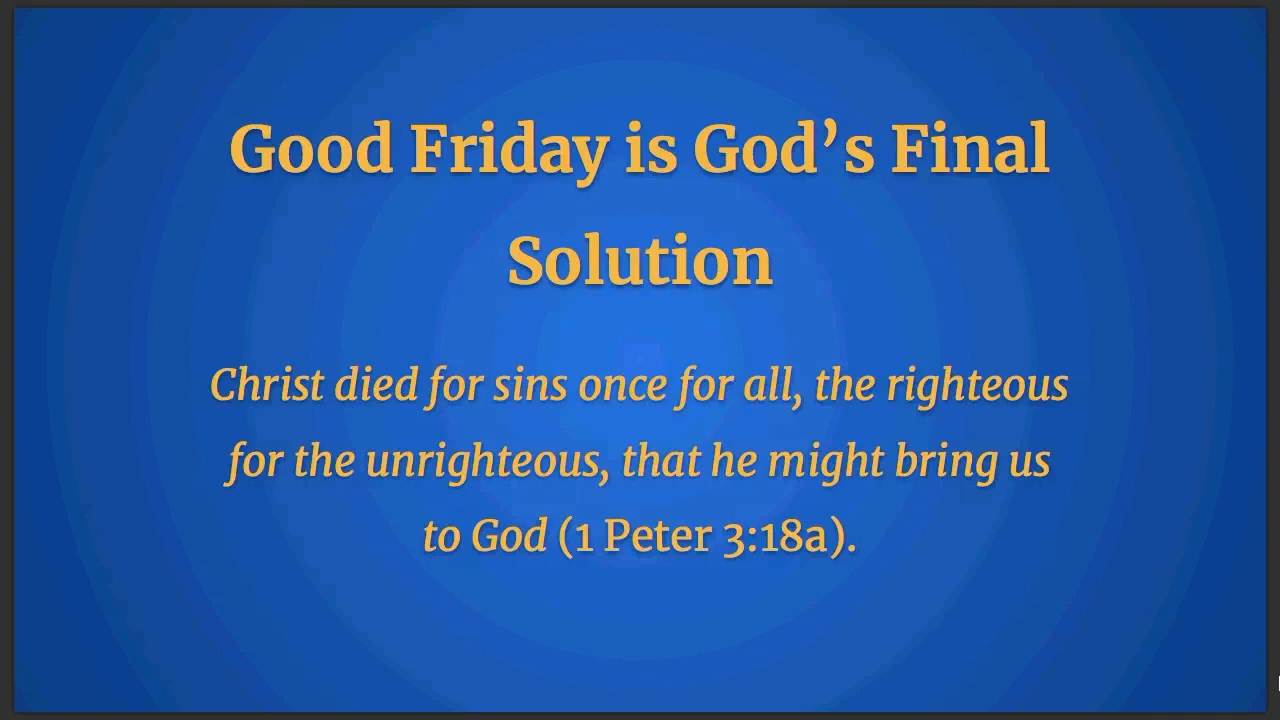 Good Friday is God’s Final
Solution
Christ died for sins once for all, the righteous
for the unrighteous, that he might bring us
to God (1 Peter 3:18a).